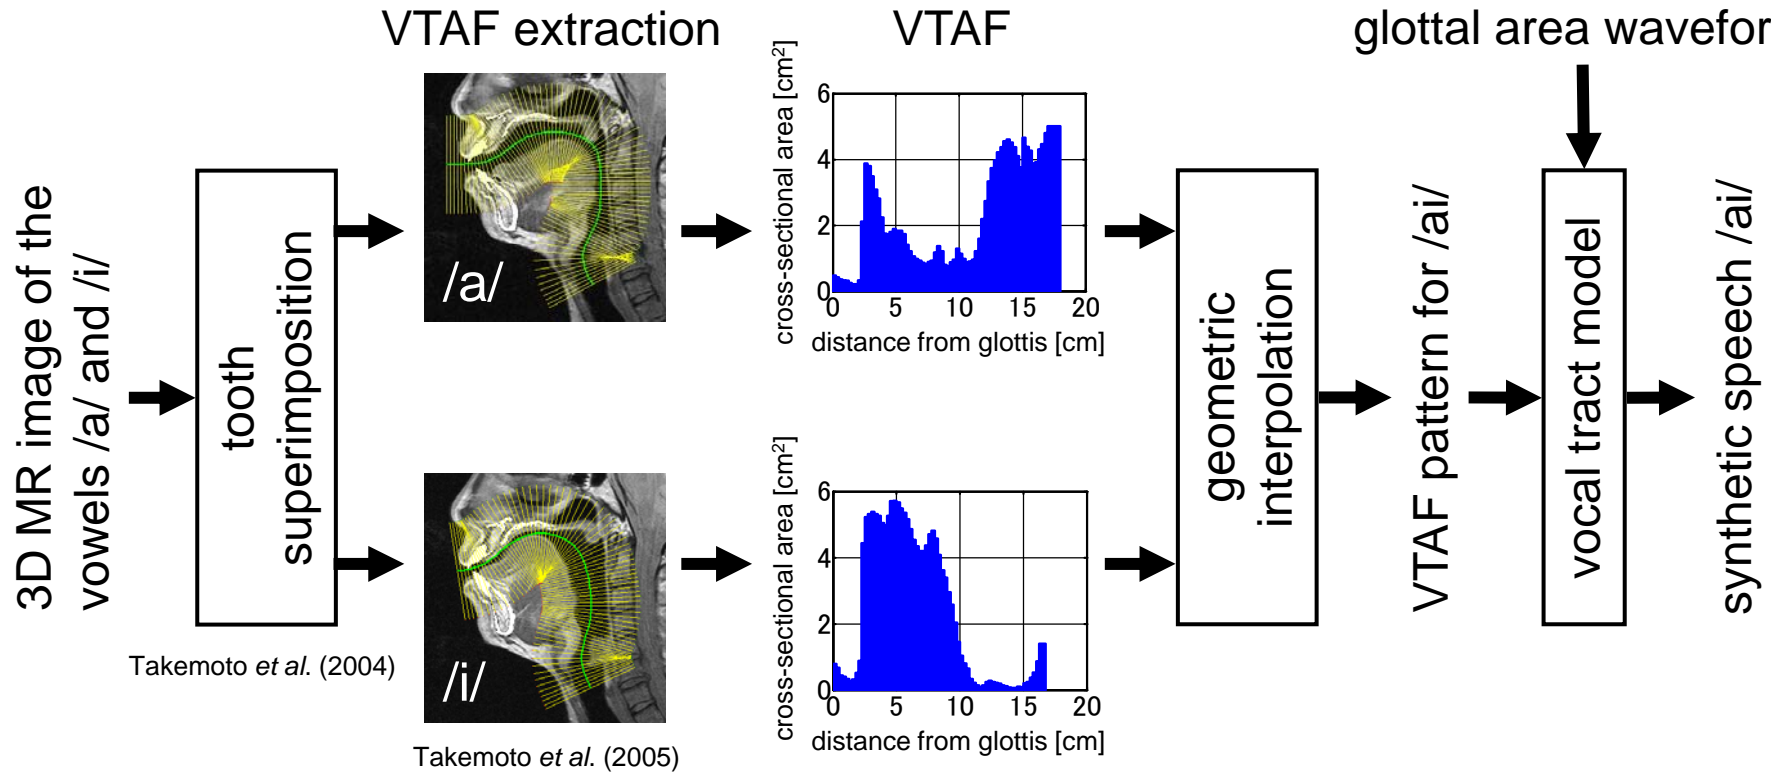 VTAF extraction
VTAF
glottal area wavefor
3D MR image of the
vowels /a/ and /i/
tooth
superimposition
Takemoto et al. (2004)
/a/
/i/
Takemoto et al. (2005)
cross-sectional area [cm²]
6
4
2
0
0 5 10 15 20
distance from glottis [cm]
cross-sectional area [cm²]
6
4
2
0
0 5 10 15 20
distance from glottis [cm]
geometric
interpolation
VTAF pattern for /ai/
vocal tract model
synthetic speech /ai/